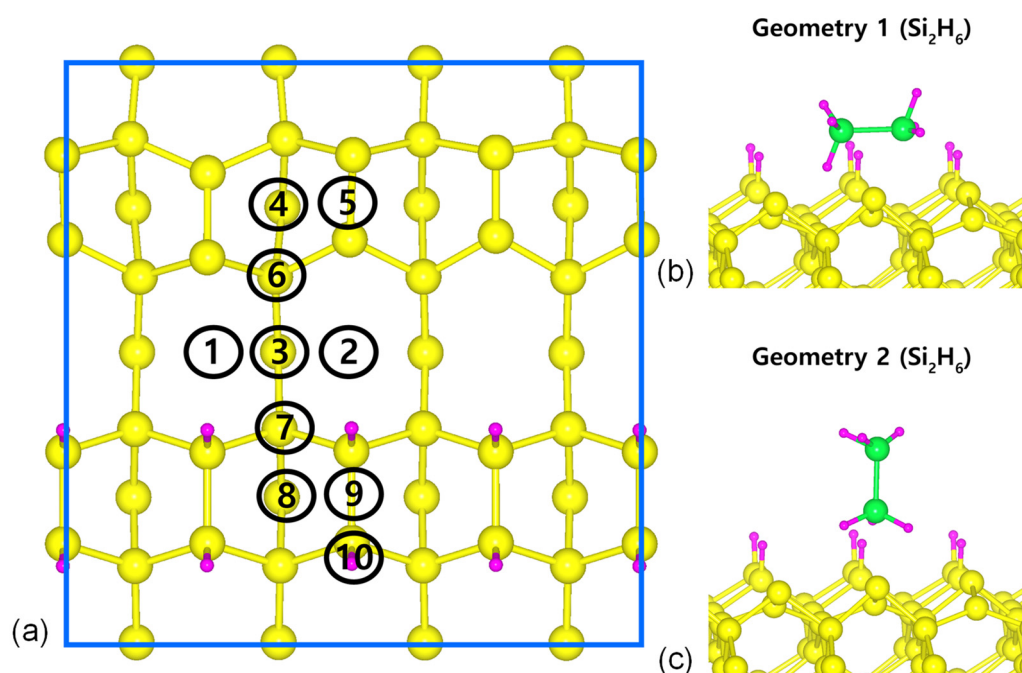 Geometry 1 (Si₂H₆)
4 5
6
(b)
1 3 2
Geometry 2 (Si₂H₆)
7
8 9
10
(a)
(c)